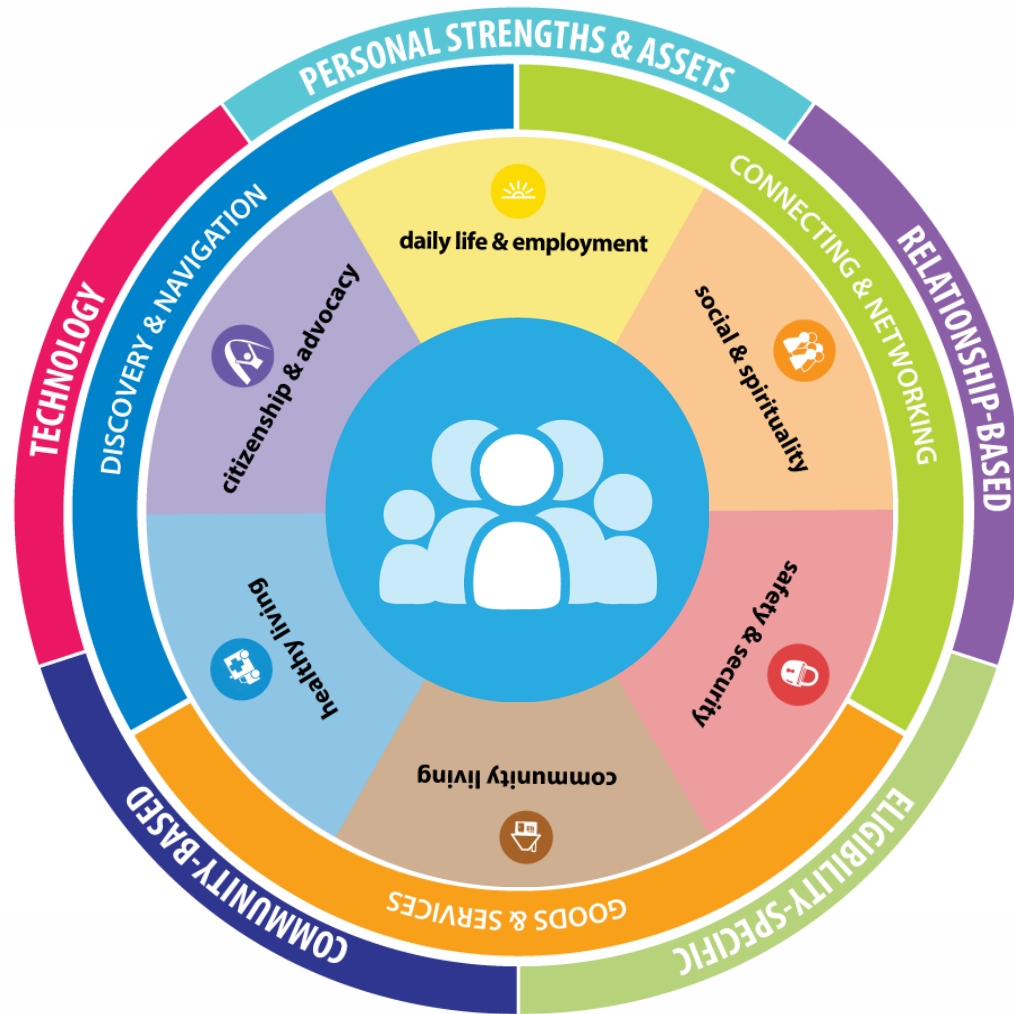 PERSONAL STRENGTHS & ASSETS
RELATIONSHIP-BASED
ELIGIBILITY-SPECIFIC
COMMUNITY-BASED
TECHNOLOGY
DISCOVERY & NAVIGATION
CONNECTING & NETWORKING
GOODS & SERVICES
daily life & employment
social & spirituality
safety & security
community living
healthy living
citizenship & advocacy